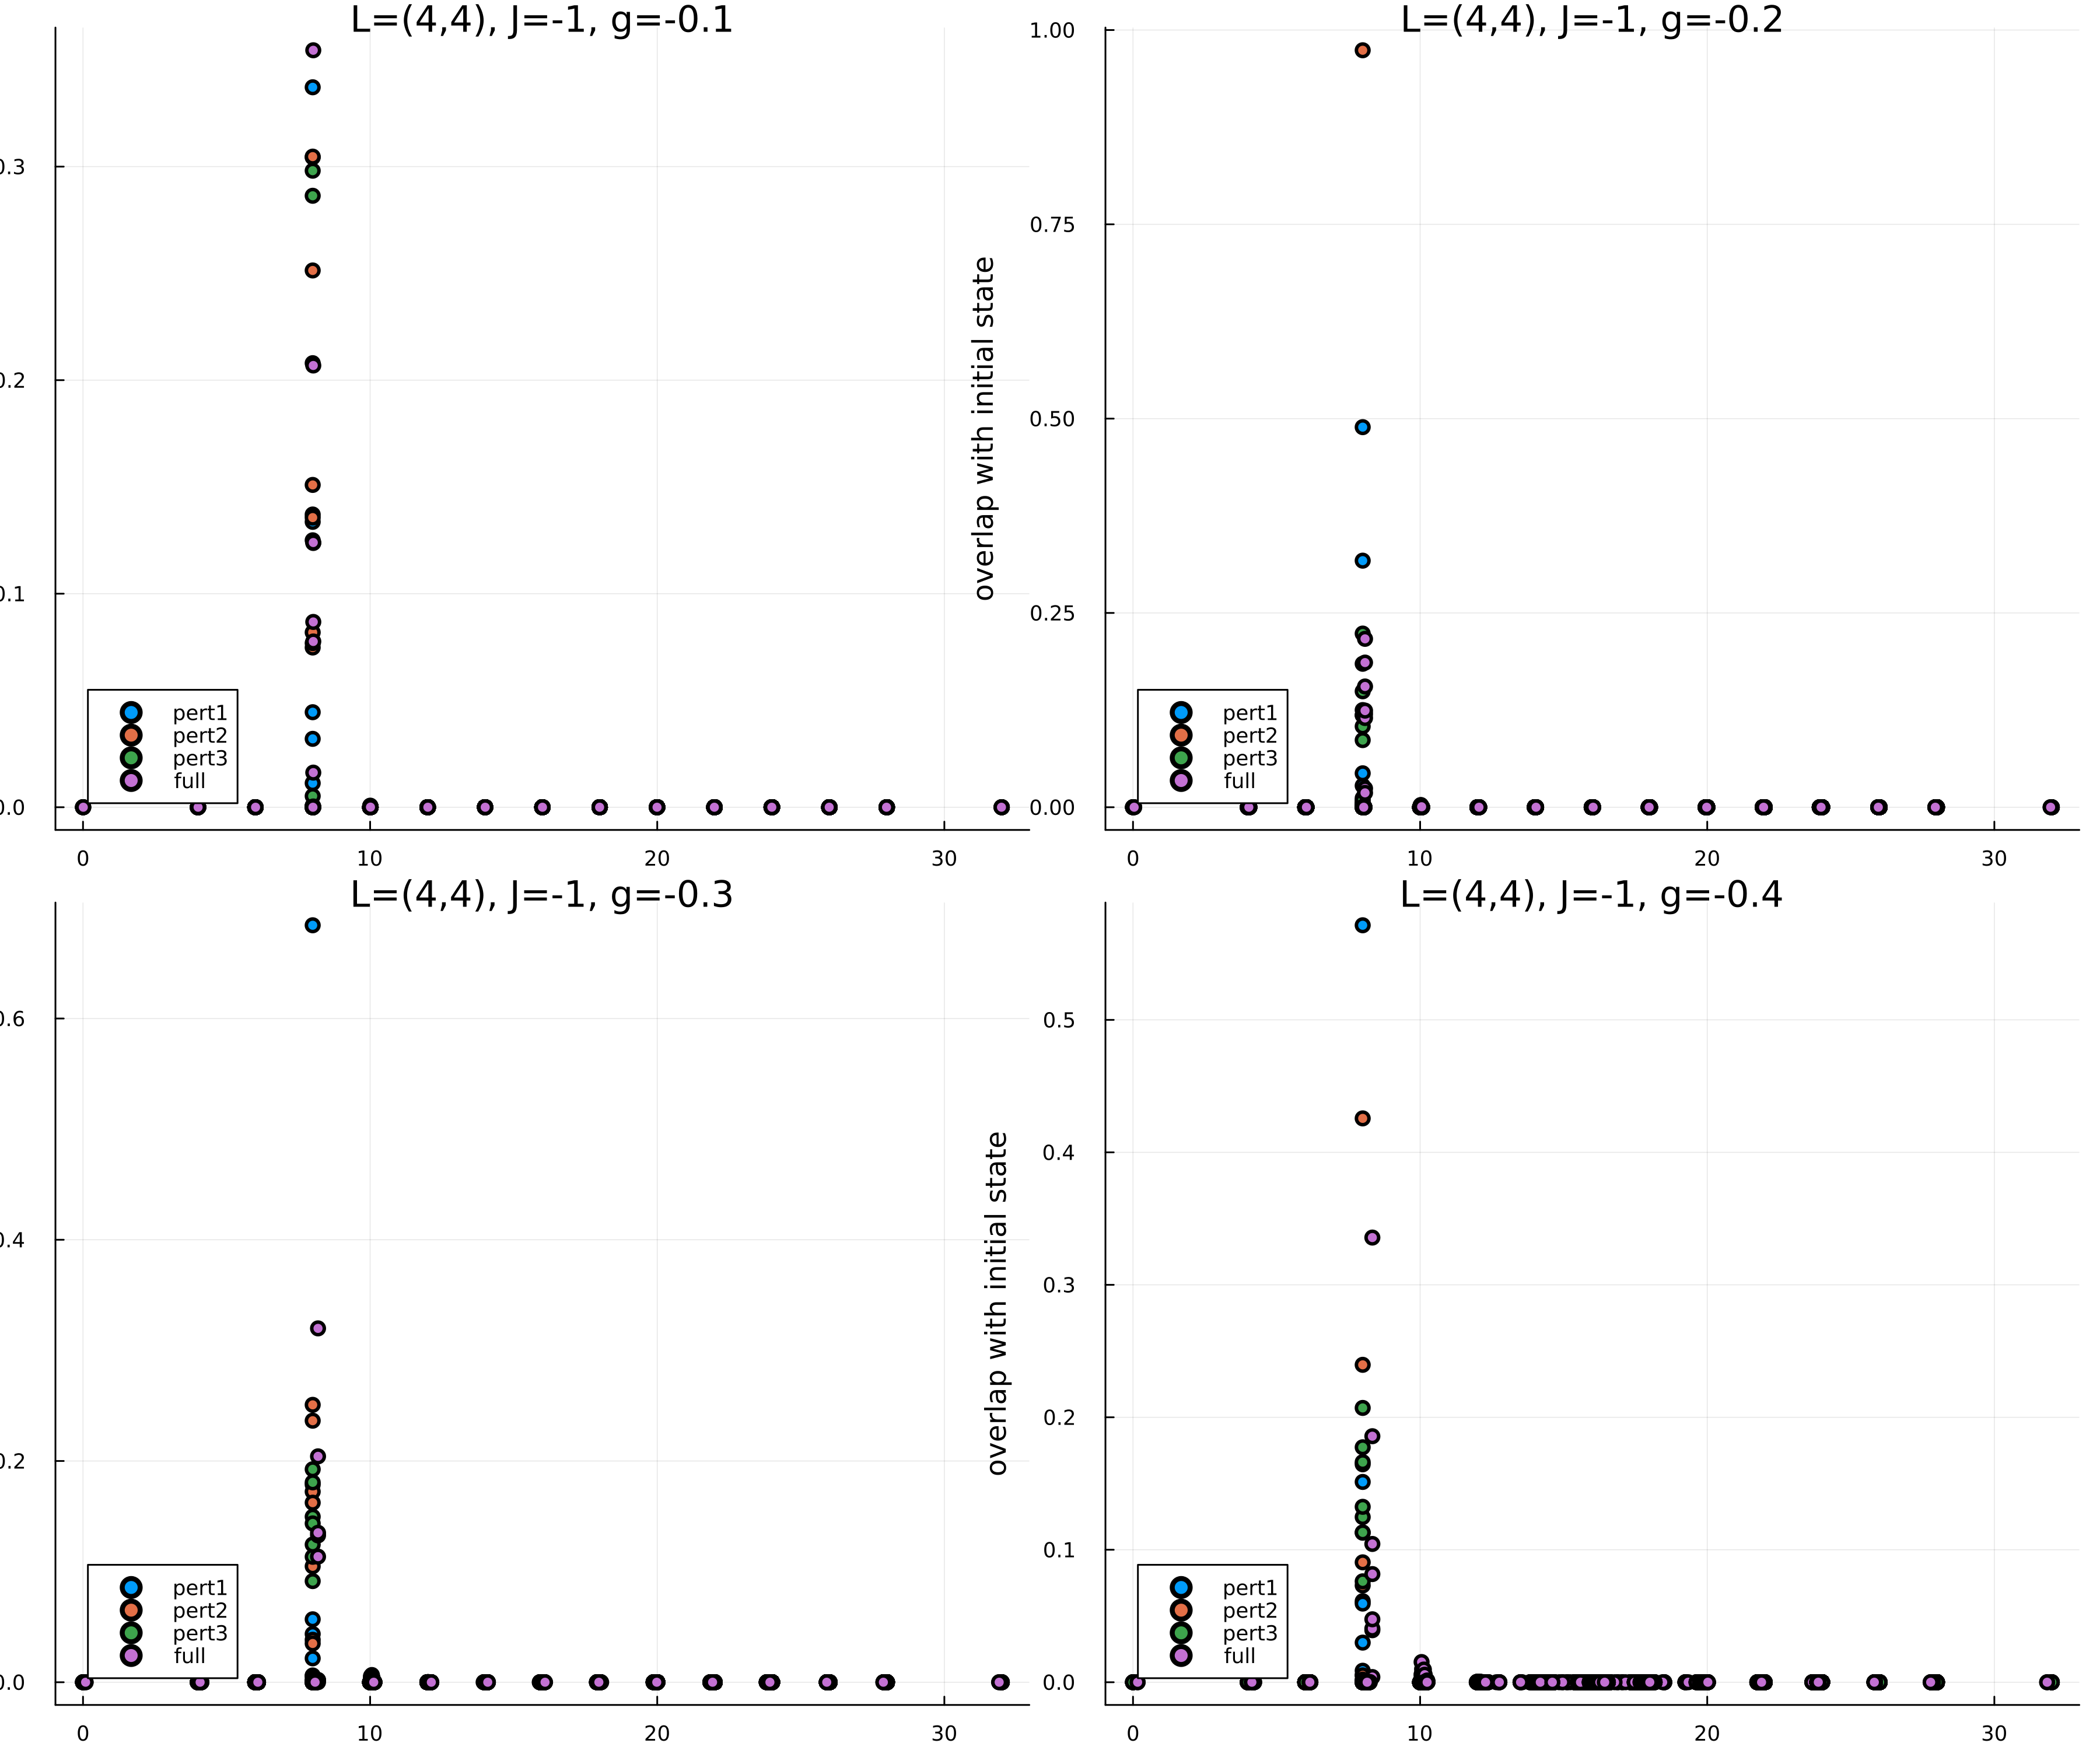 L=(4,4), J=-1, g=-0.1
0.3
0.2
0.1
0.0
0
10
20
30
pert1
pert2
pert3
full
L=(4,4), J=-1, g=-0.2
overlap with initial state
1.00
0.75
0.50
0.25
0.00
0
10
20
30
pert1
pert2
pert3
full
L=(4,4), J=-1, g=-0.3
0.6
0.4
0.2
0.0
0
10
20
30
pert1
pert2
pert3
full
L=(4,4), J=-1, g=-0.4
overlap with initial state
0.5
0.4
0.3
0.2
0.1
0.0
0
10
20
30
pert1
pert2
pert3
full